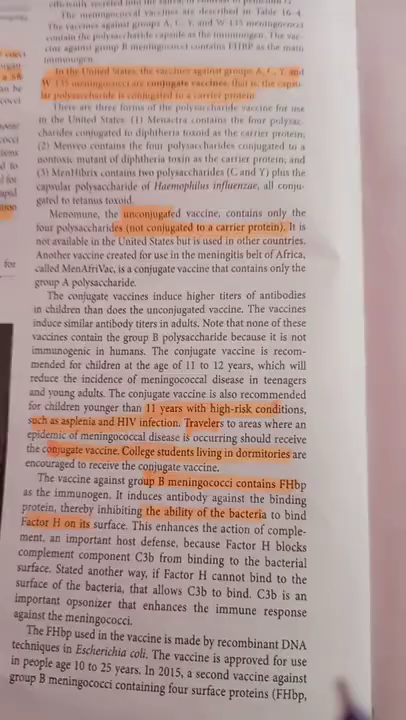 The meningococcal vaccines are described in Table 16–4.
The vaccines against groups A, C, Y, and W-135 meningococci
contain the polysaccharide capsule as the immunogen. The vac-
cine against group B meningococci contains FHBP as the main
immunogen.
In the United States, the vaccines against groups A, C, Y, and
W-135 meningococci are conjugate vaccines, that is, the capsu-
lar polysaccharide is conjugated to a carrier protein.
There are three forms of the polysaccharide vaccine for use
in the United States: (1) Menactra contains the four polysac-
charides conjugated to diphtheria toxoid as the carrier protein;
(2) Menveo contains the four polysaccharides conjugated to a
nontoxic mutant of diphtheria toxin as the carrier protein; and
(3) MenHibrix contains two polysaccharides (C and Y) plus the
capsular polysaccharide of Haemophilus influenzae, all conju-
gated to tetanus toxoid.
Menomune, the unconjugated vaccine, contains only the
four polysaccharides (not conjugated to a carrier protein). It is
not available in the United States but is used in other countries.
Another vaccine created for use in the meningitis belt of Africa,
called MenAfriVac, is a conjugate vaccine that contains only the
group A polysaccharide.
The conjugate vaccines induce higher titers of antibodies
in children than does the unconjugated vaccine. The vaccines
induce similar antibody titers in adults. Note that none of these
vaccines contain the group B polysaccharide because it is not
immunogenic in humans. The conjugate vaccine is recom-
mended for children at the age of 11 to 12 years, which will
reduce the incidence of meningococcal disease in teenagers
and young adults. The conjugate vaccine is also recommended
for children younger than 11 years with high-risk conditions,
such as asplenia and HIV infection. Travelers to areas where an
epidemic of meningococcal disease is occurring should receive
the conjugate vaccine. College students living in dormitories are
encouraged to receive the conjugate vaccine.
The vaccine against group B meningococci contains FHbp
as the immunogen. It induces antibody against the binding
protein, thereby inhibiting the ability of the bacteria to bind
Factor H on its surface. This enhances the action of comple-
ment, an important host defense, because Factor H blocks
complement component C3b from binding to the bacterial
surface. Stated another way, if Factor H cannot bind to the
surface of the bacteria, that allows C3b to bind. C3b is an
important opsonizer that enhances the immune response
against the meningococci.
The FHbp used in the vaccine is made by recombinant DNA
techniques in Escherichia coli. The vaccine is approved for use
in people age 10 to 25 years. In 2015, a second vaccine against
group B meningococci containing four surface proteins (FHbp,
for